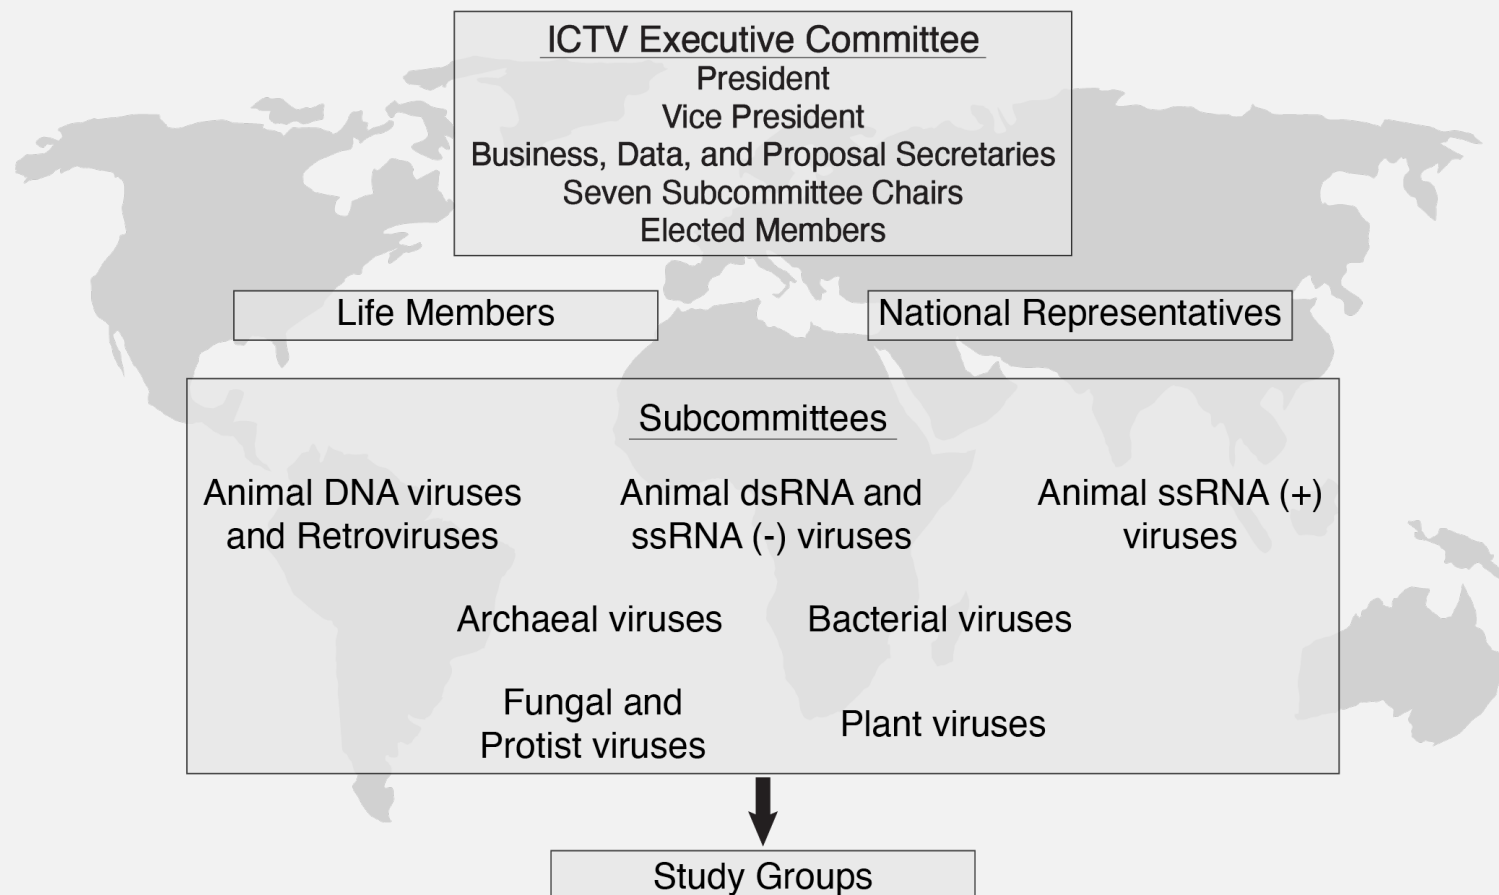 ICTV Executive Committee
President
Vice President
Business, Data, and Proposal Secretaries
Seven Subcommittee Chairs
Elected Members
Life Members
National Representatives
Subcommittees
Animal DNA viruses
and Retroviruses
Animal dsRNA and
ssRNA (-) viruses
Animal ssRNA (+)
viruses
Archaeal viruses
Bacterial viruses
Fungal and
Protist viruses
Plant viruses
Study Groups